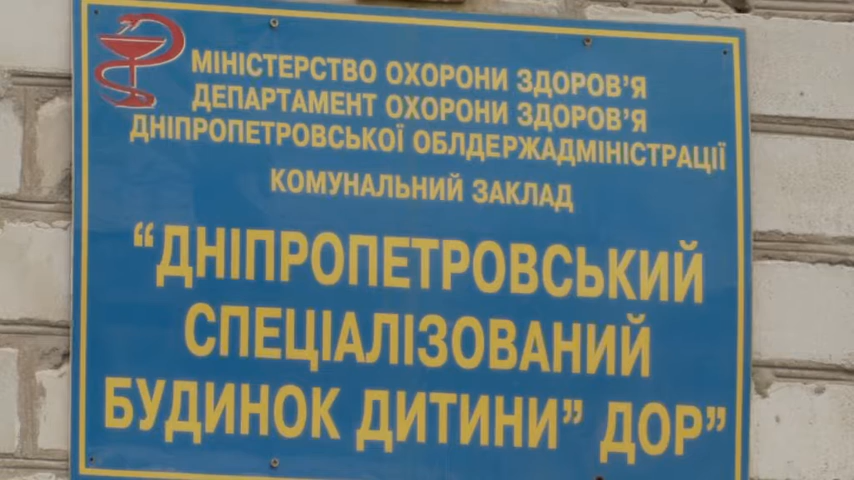 МІНІСТЕРСТВО ОХОРОНИ ЗДОРОВ’Я
ДЕПАРТАМЕНТ ОХОРОНИ ЗДОРОВ’Я
ДНІПРОПЕТРОВСЬКОЇ ОБЛДЕРЖАДМІНІСТРАЦІЇ
КОМУНАЛЬНИЙ ЗАКЛАД
“ДНІПРОПЕТРОВСЬКИЙ
СПЕЦІАЛІЗОВАНИЙ
БУДИНОК ДИТИНИ” ДОР”